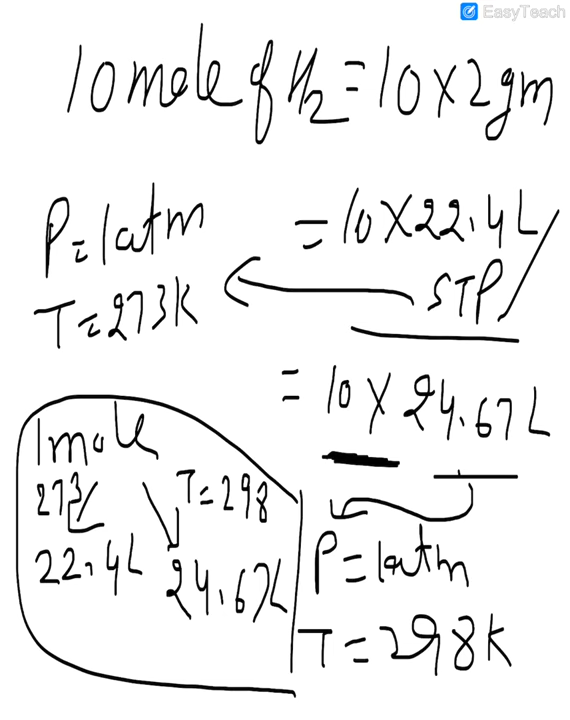 EasyTeach
10 mole of H₂ = 10 × 2 gm
P = 1 atm
T = 273 K
= 10 × 22.4 L
STP
= 10 × 24.67 L
1 mole
273
T = 298
22.4 L
24.67 L
P = 1 atm
T = 298 K